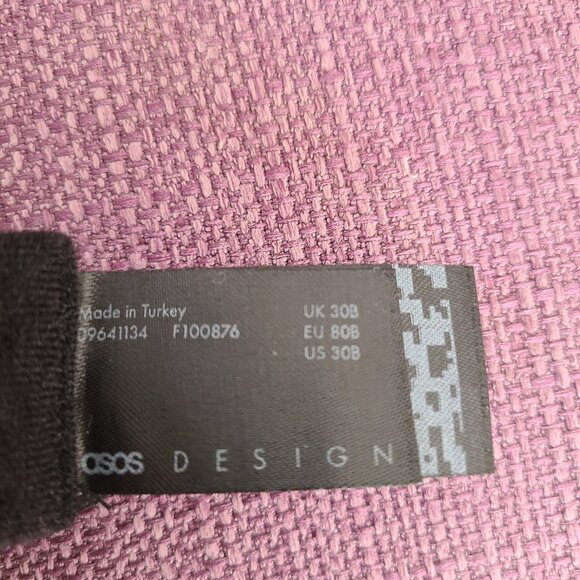 Made in Turkey
09641134 F100876
UK 30B
EU 80B
US 30B
asos DESIGN